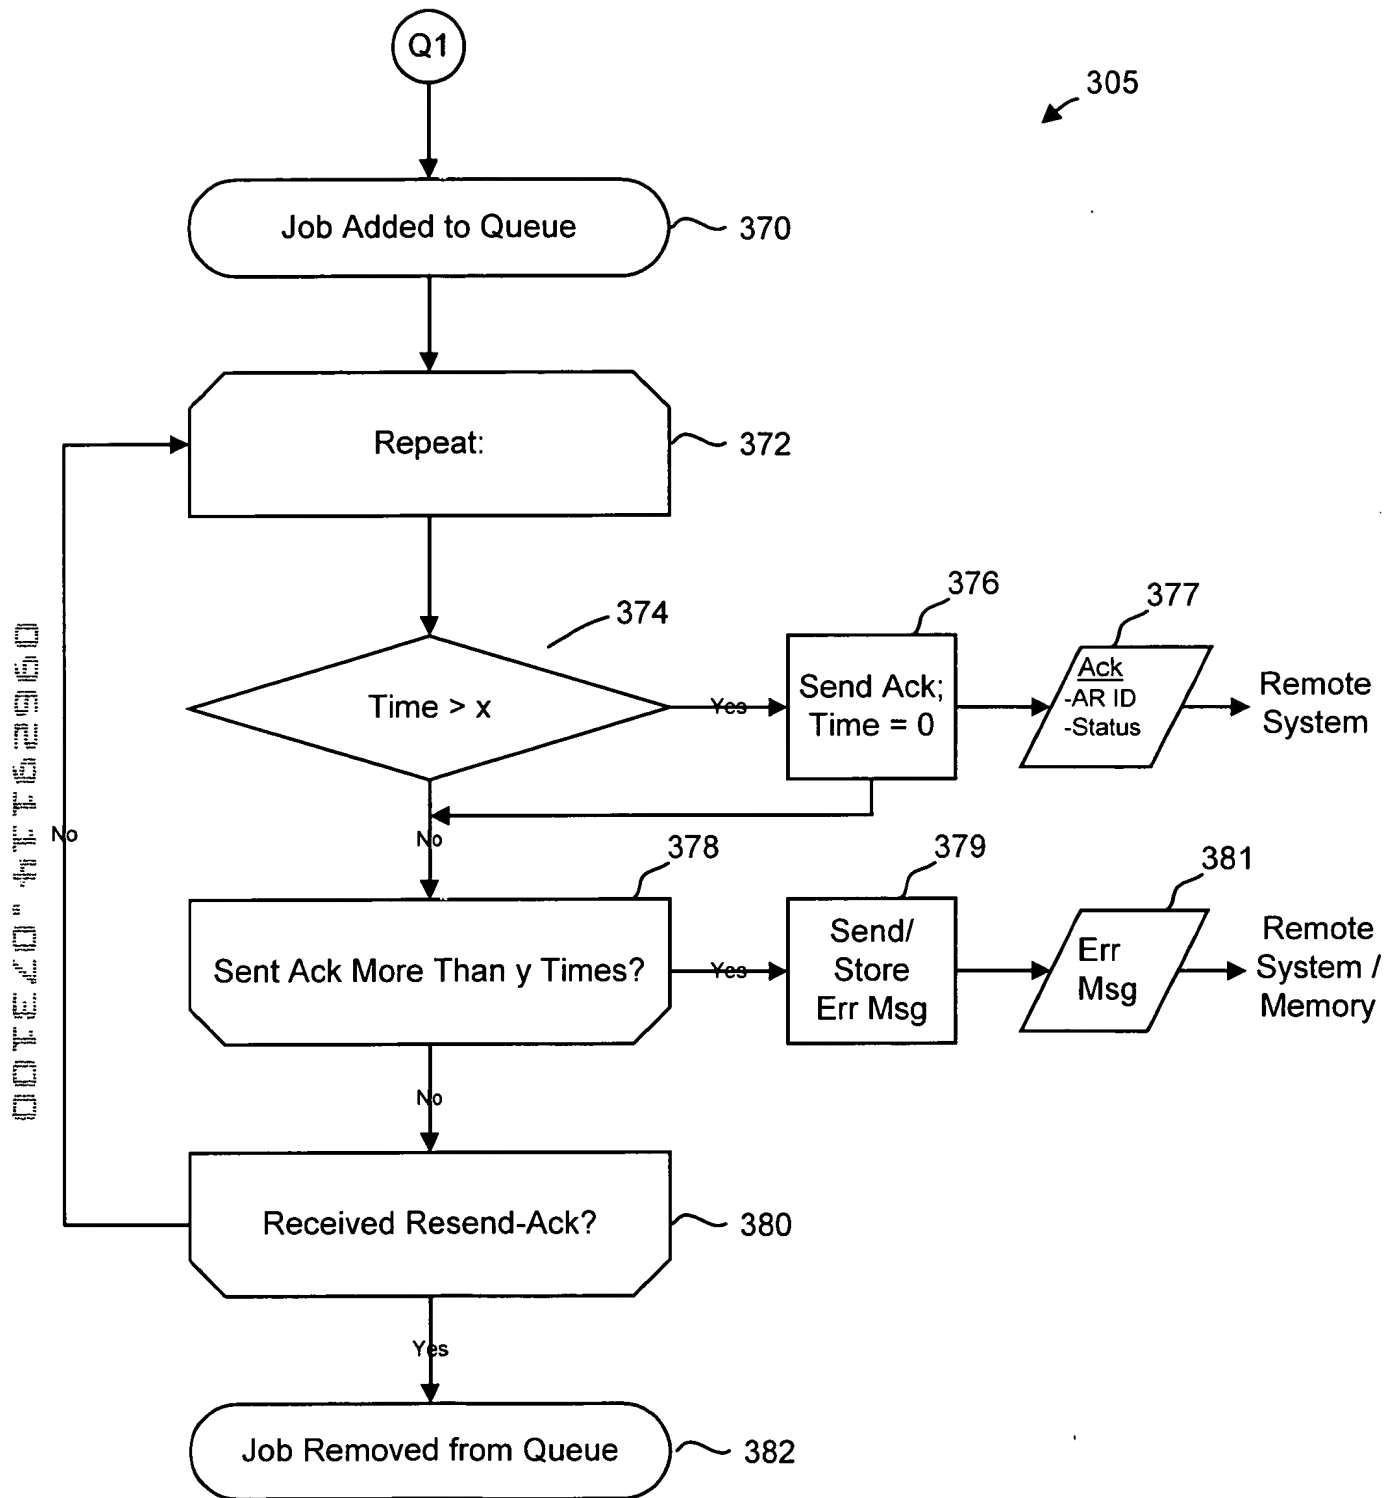 Q1
305
Job Added to Queue
370
Repeat:
372
374
376
377
Time > x
Yes
Send Ack;
Time = 0
Ack
-AR ID
-Status
Remote
System
No
No
378
379
381
Sent Ack More Than y Times?
Yes
Send/
Store
Err Msg
Err
Msg
Remote
System /
Memory
No
Received Resend-Ack?
380
Yes
Job Removed from Queue
382
09629114.073100